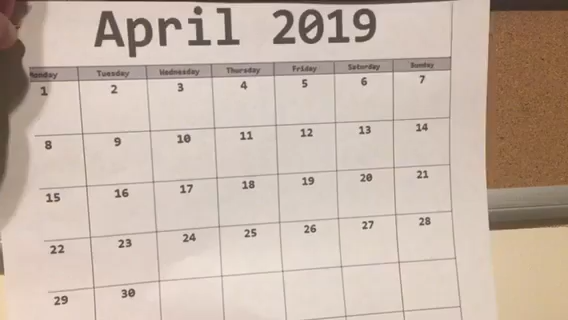 April 2019
Monday Tuesday Wednesday Thursday Friday Saturday Sunday
1 2 3 4 5 6 7
8 9 10 11 12 13 14
15 16 17 18 19 20 21
22 23 24 25 26 27 28
29 30